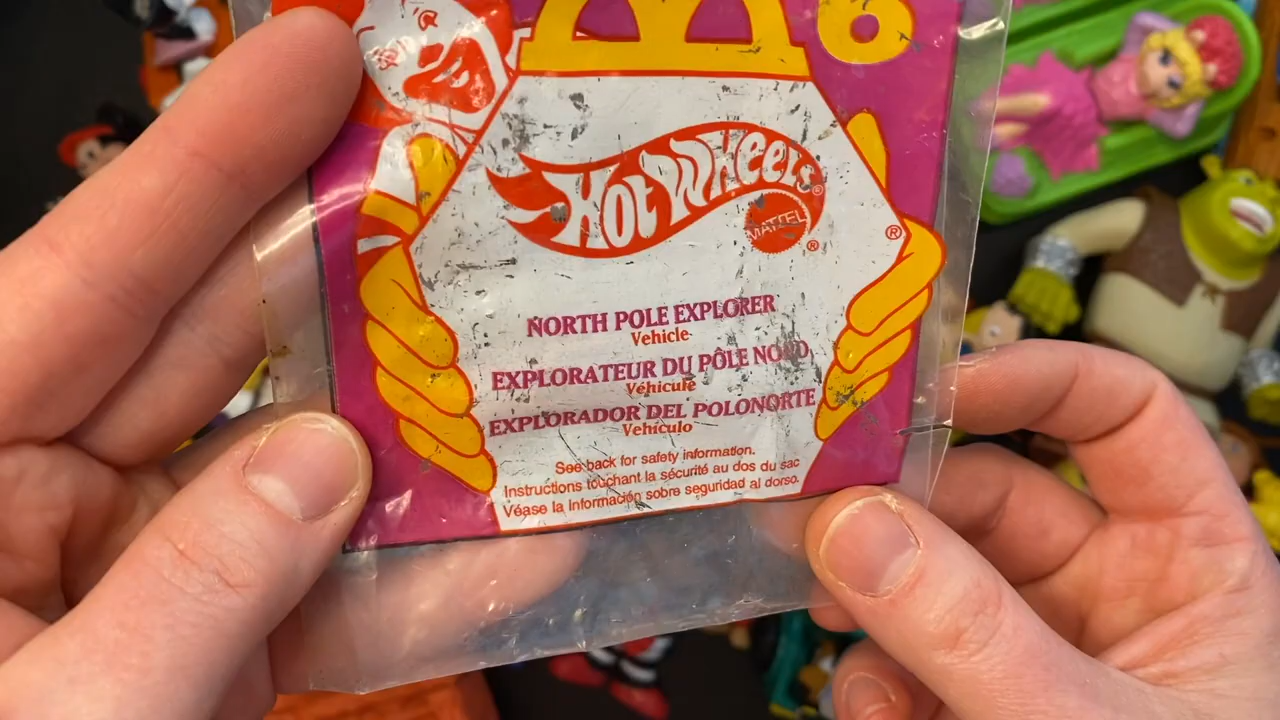 6
Hot Wheels®
MATTEL
®
®
NORTH POLE EXPLORER
Vehicle
EXPLORATEUR DU PÔLE NORD
Véhicule
EXPLORADOR DEL POLONORTE
Vehículo
See back for safety information.
Instructions touchant la sécurité au dos du sac
Véase la información sobre seguridad al dorso.